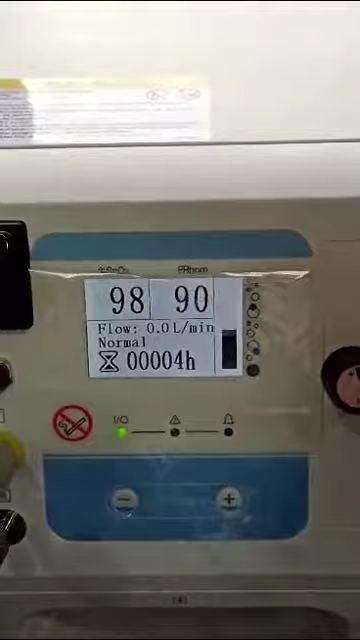 %SpO₂ PRbpm
98 90
Flow: 0.0L/min
Normal
00004h
I/O
− +